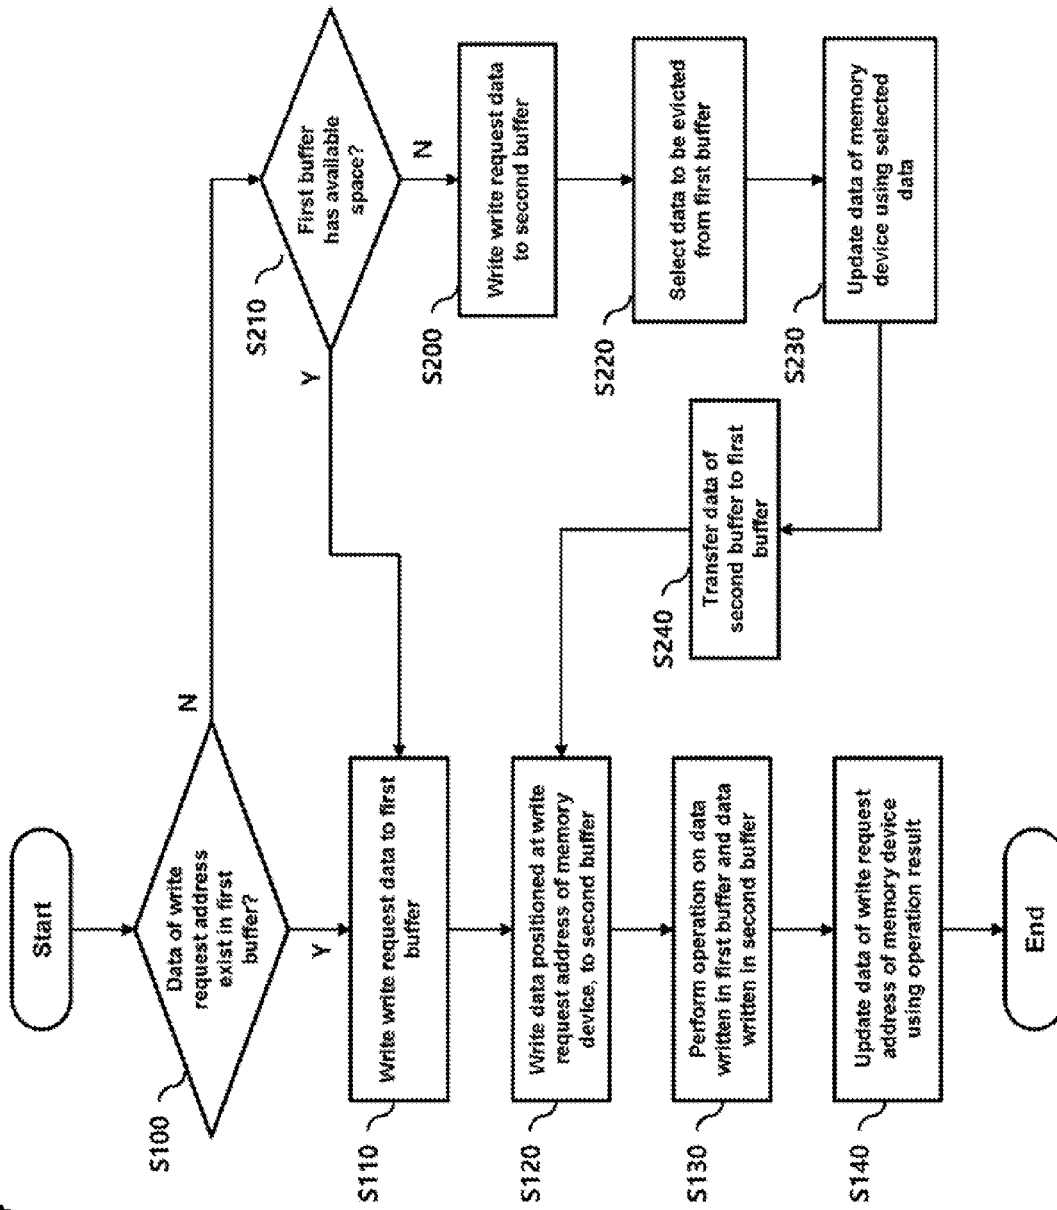 Start
Data of write
request address
exist in first
buffer?
S100
N
Y
First buffer
has available
space?
S210
Y
N
Write request data to first
buffer
S110
Write write request data
to second buffer
S200
Write data positioned at write
request address of memory
device, to second buffer
S120
Select data to be evicted
from first buffer
S220
Perform operation on data
written in first buffer and data
written in second buffer
S130
Transfer data of
second buffer to first
buffer
S240
Update data of memory
device using selected
data
S230
Update data of write request
address of memory device
using operation result
S140
End